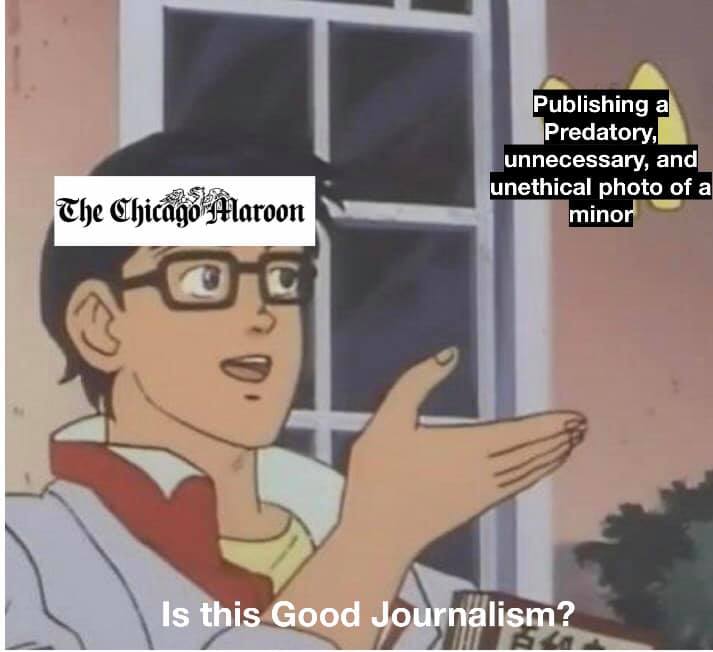 Publishing a
Predatory,
unnecessary, and
unethical photo of a
minor
The Chicago Maroon
Is this Good Journalism?